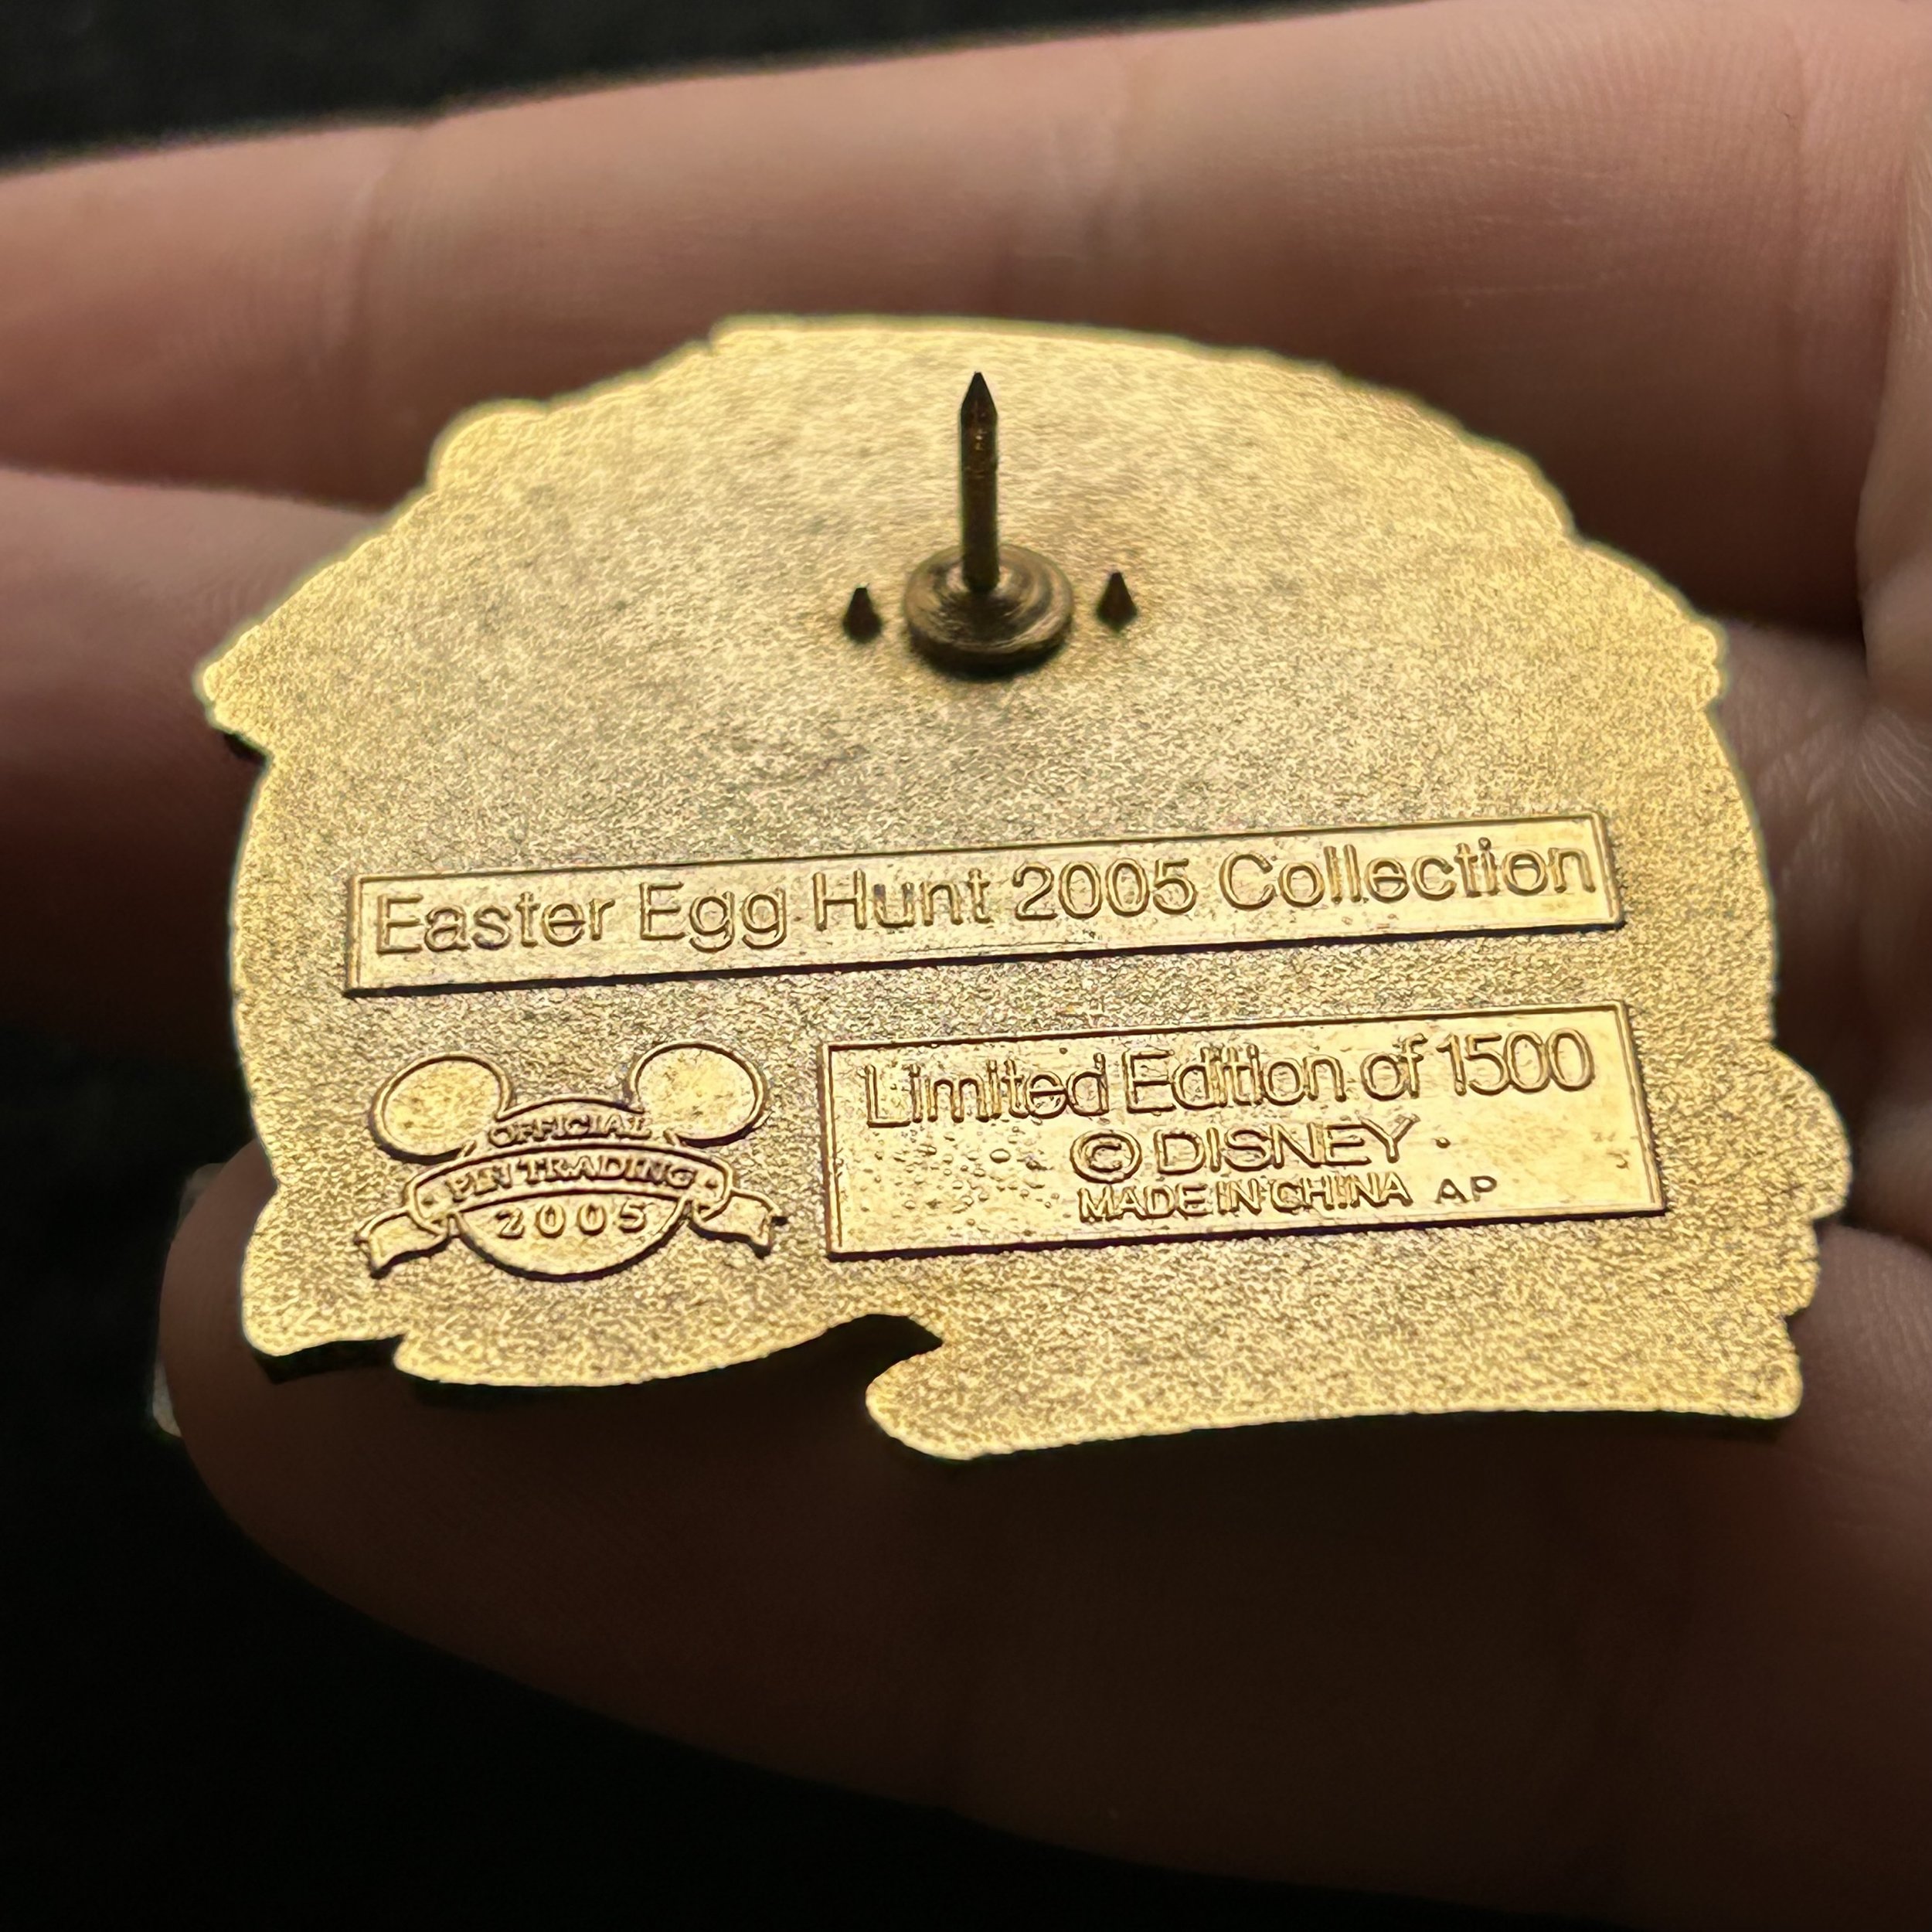 Easter Egg Hunt 2005 Collection
OFFICIAL
PIN TRADING
2005
Limited Edition of 1500
© DISNEY
MADE IN CHINA AP